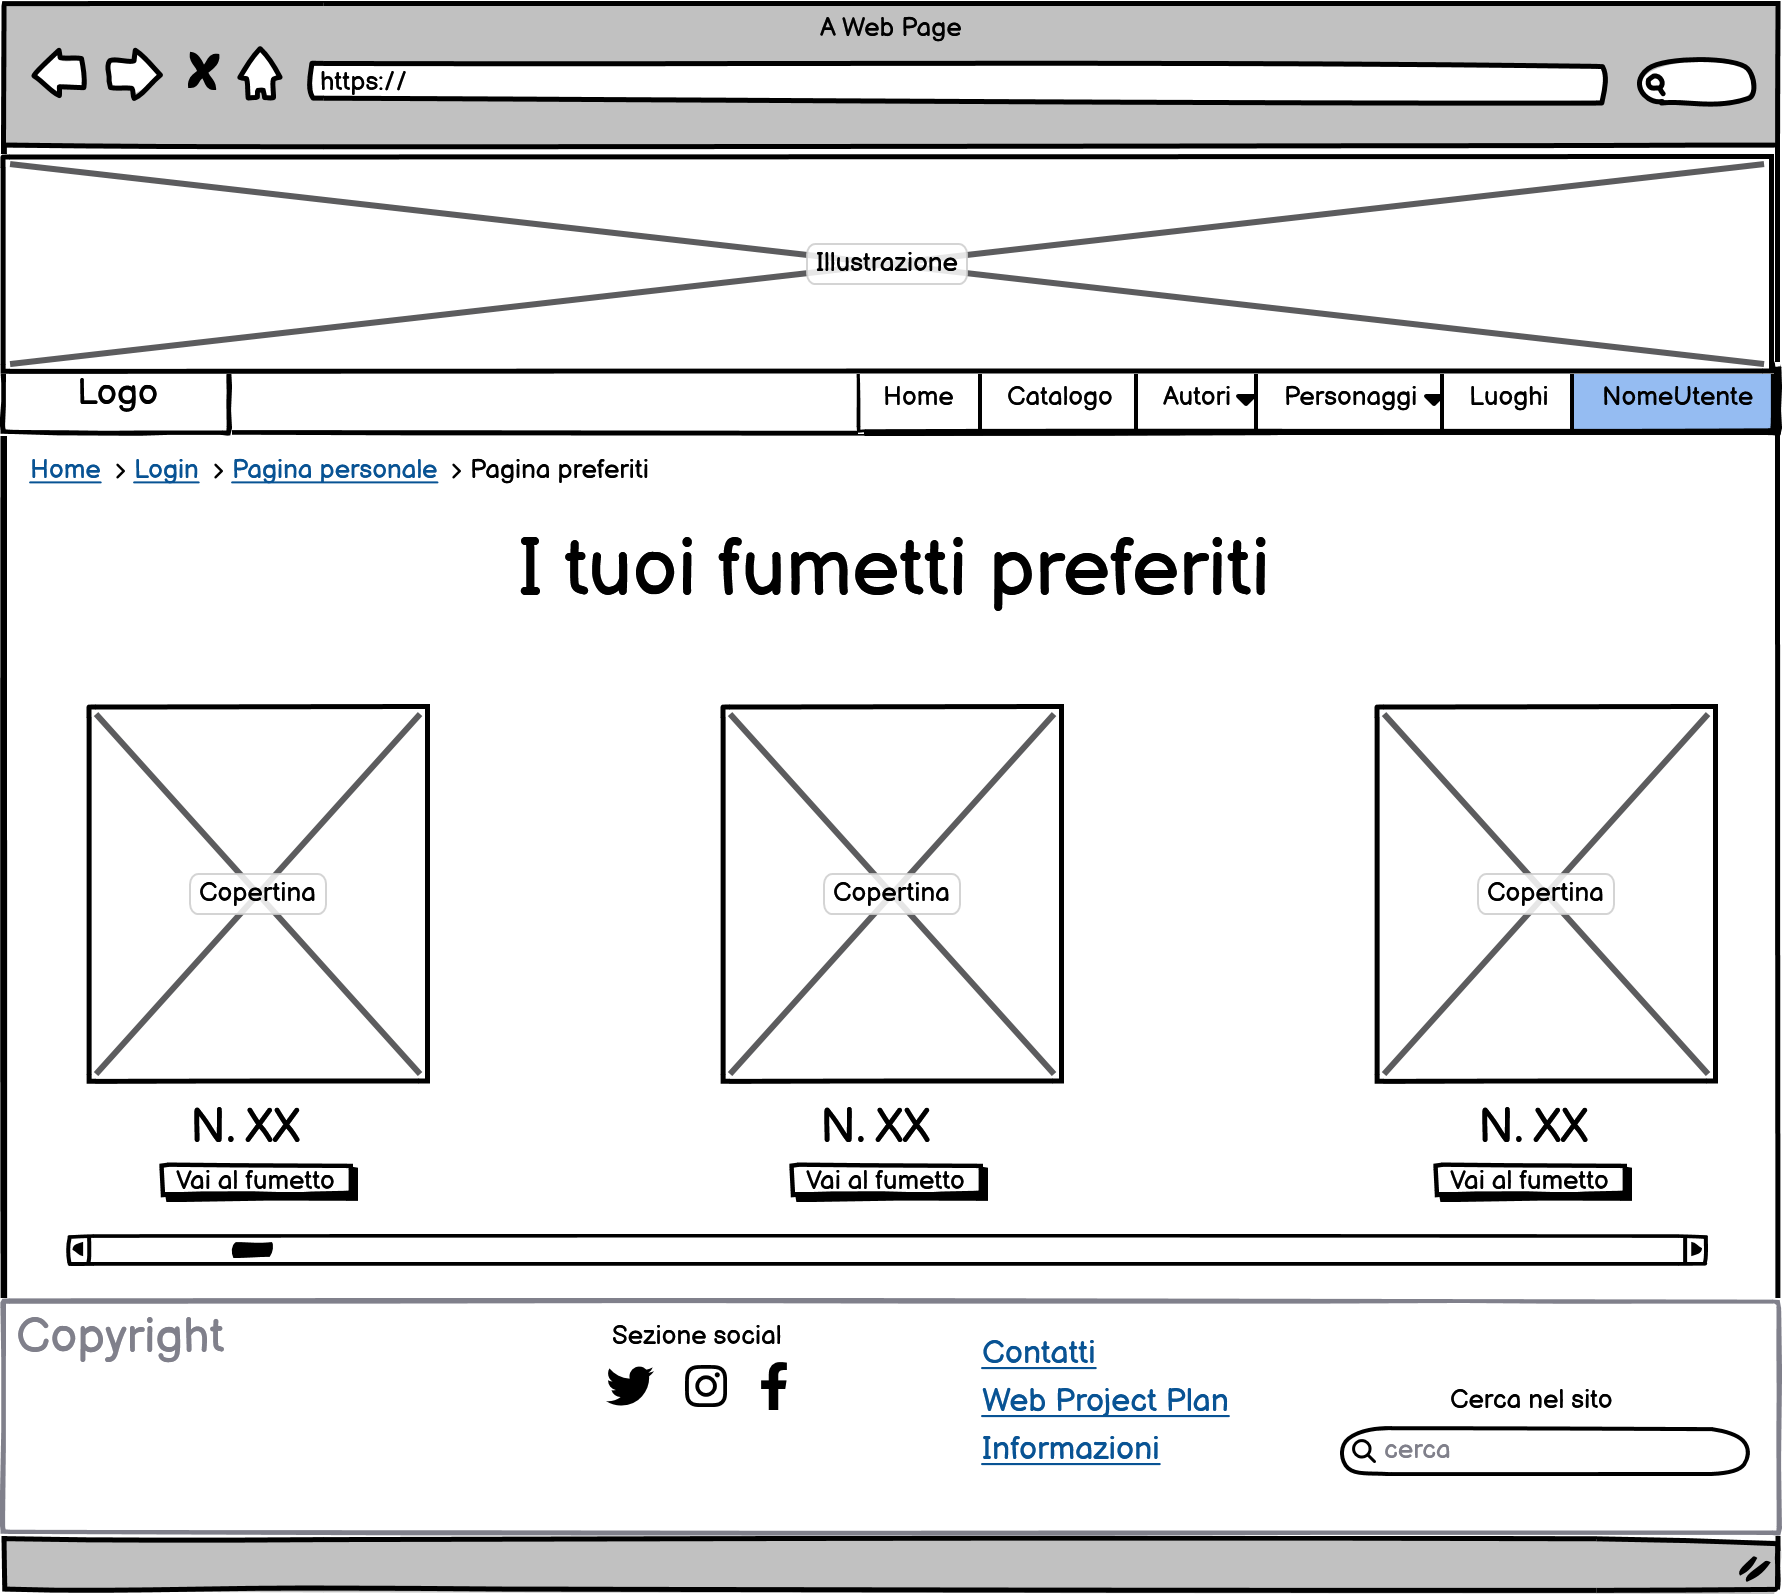 A Web Page
https://
Illustrazione
Logo
Home
Catalogo
Autori
Personaggi
Luoghi
NomeUtente
Home > Login > Pagina personale > Pagina preferiti
I tuoi fumetti preferiti
Copertina
Copertina
Copertina
N. XX
N. XX
N. XX
Vai al fumetto
Vai al fumetto
Vai al fumetto
Copyright
Sezione social
Contatti
Web Project Plan
Informazioni
Cerca nel sito
cerca